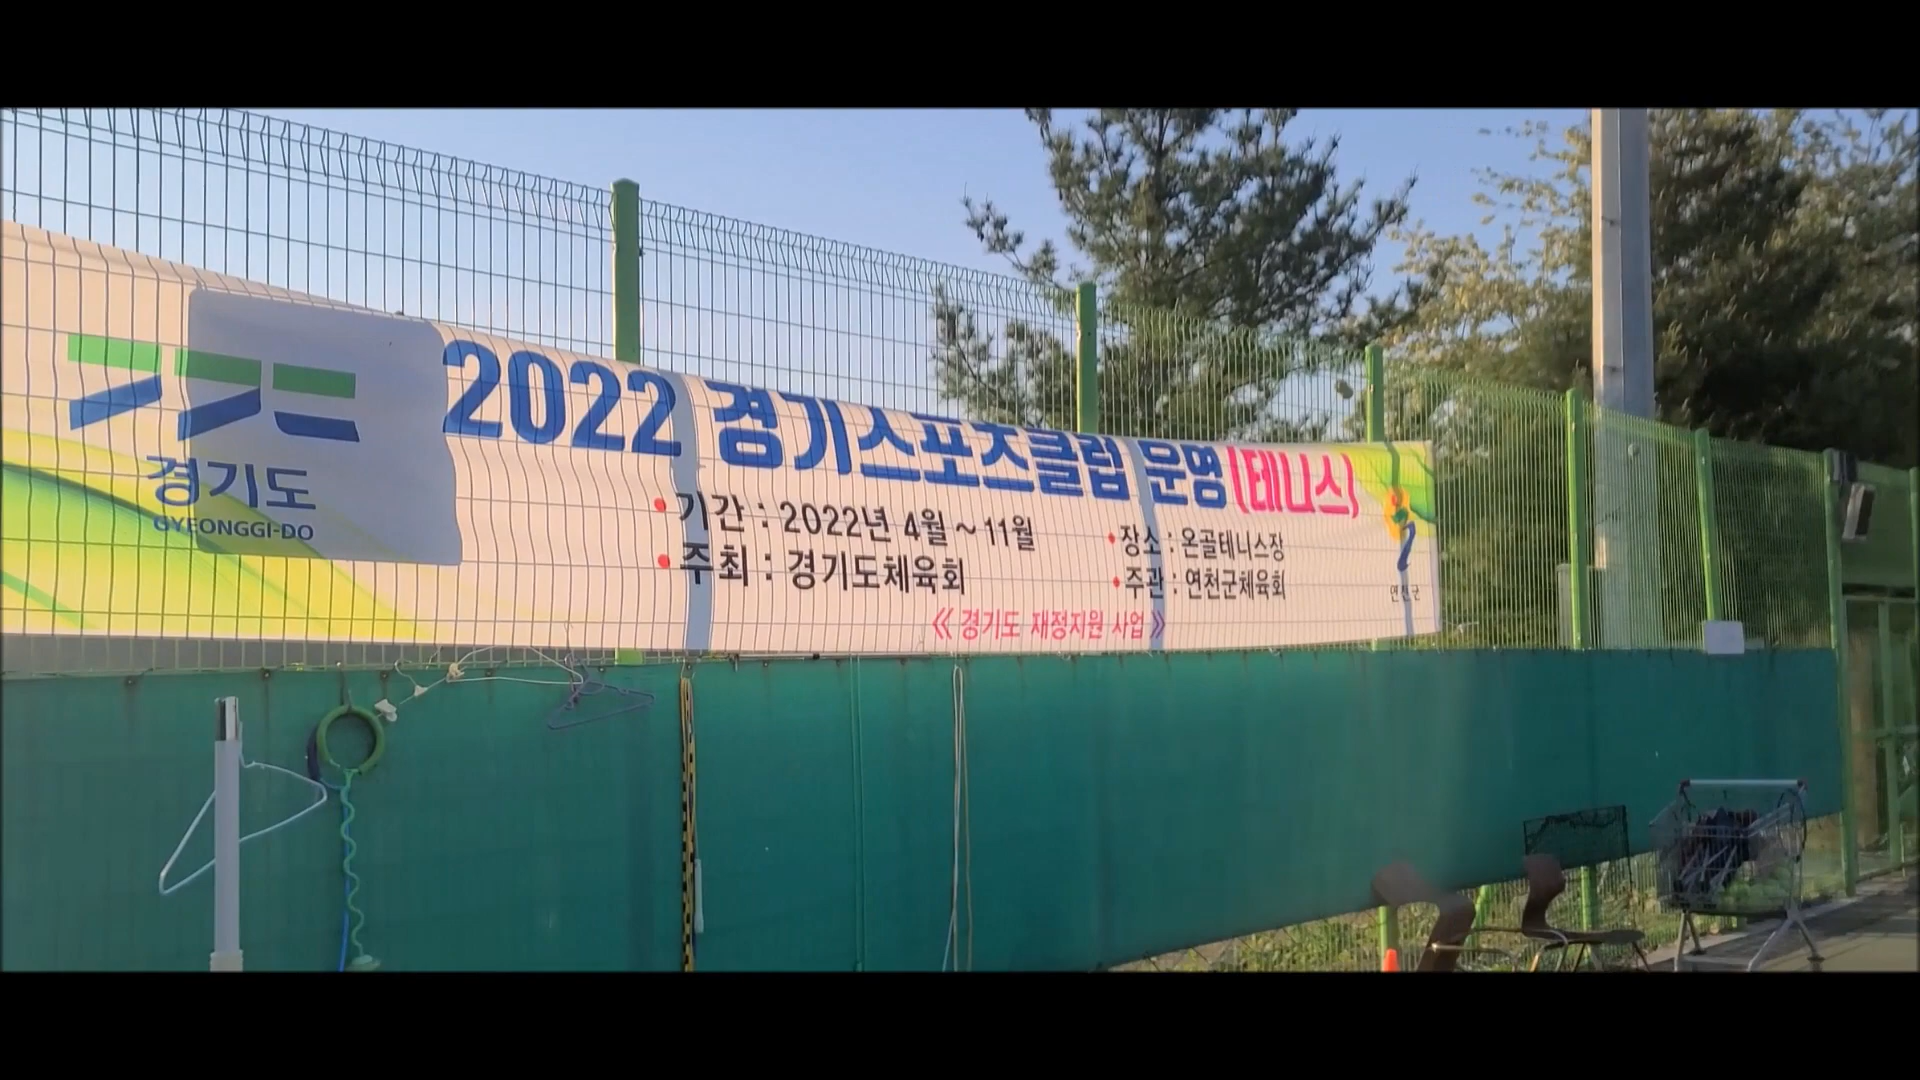 경기도
GYEONGGI-DO
2022 경기스포츠클럽 운영(테니스)
기간 : 2022년 4월 ~ 11월
장소 : 온골테니스장
주최 : 경기도체육회
주관 : 연천군체육회
《 경기도 재정지원 사업 》
연천군